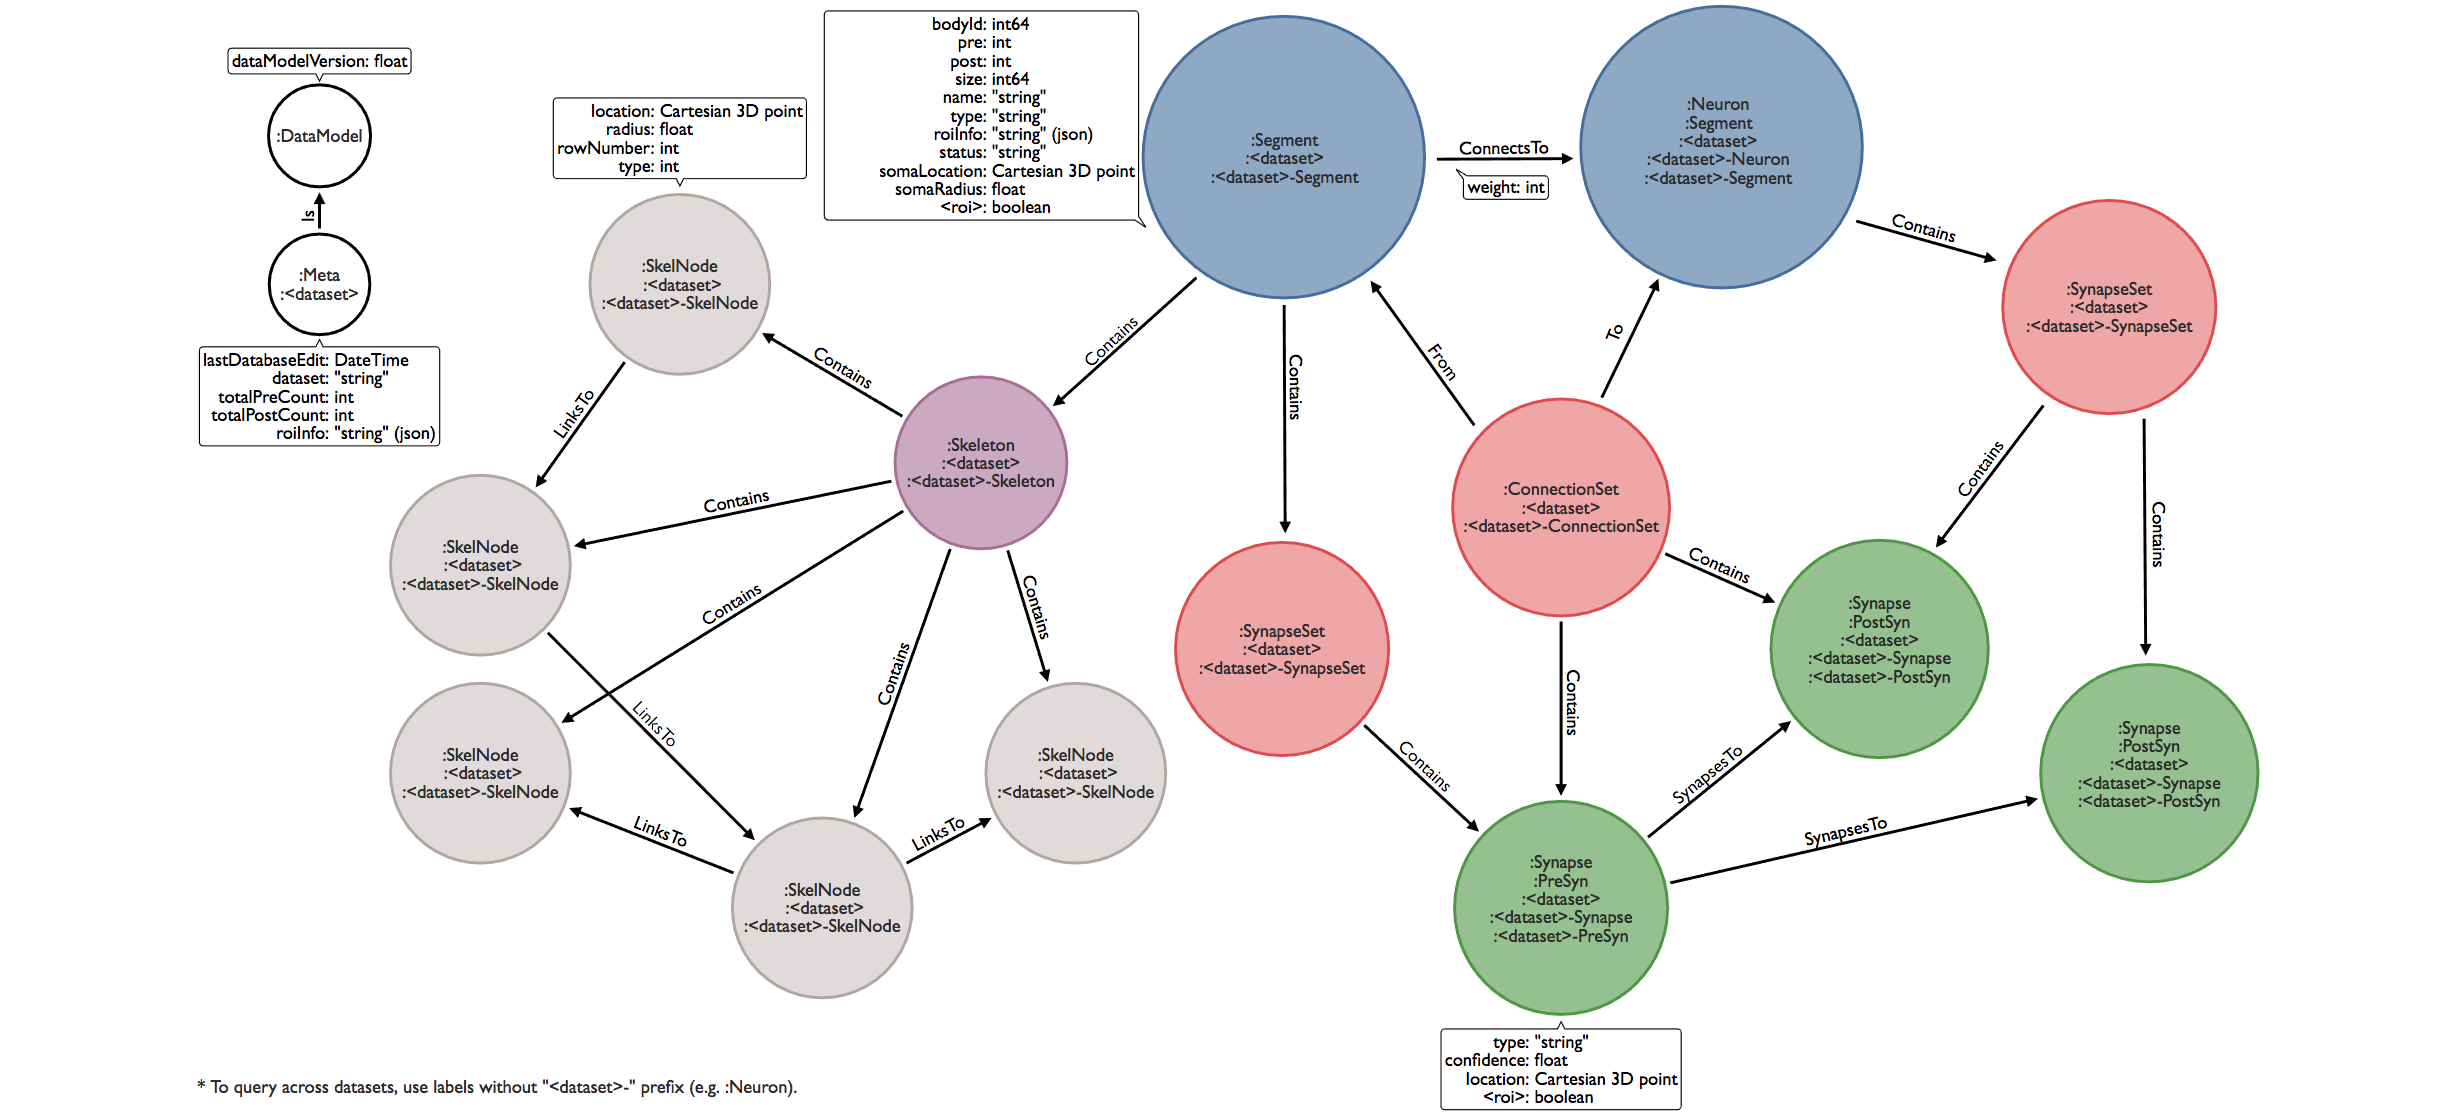 dataModelVersion: float
:DataModel
Is
:Meta
:<dataset>
lastDatabaseEdit: DateTime
dataset: "string"
totalPreCount: int
totalPostCount: int
roiInfo: "string" (json)
location: Cartesian 3D point
radius: float
rowNumber: int
type: int
:SkelNode
:<dataset>
:<dataset>-SkelNode
bodyId: int64
pre: int
post: int
size: int64
name: "string"
type: "string"
roiInfo: "string" (json)
status: "string"
somaLocation: Cartesian 3D point
somaRadius: float
<roi>: boolean
:Segment
:<dataset>
:<dataset>-Segment
ConnectsTo
weight: int
:Neuron
:Segment
:<dataset>
:<dataset>-Neuron
:<dataset>-Segment
Contains
:SynapseSet
:<dataset>
:<dataset>-SynapseSet
Contains
Contains
LinksTo
Contains
From
To
:Skeleton
:<dataset>
:<dataset>-Skeleton
:ConnectionSet
:<dataset>
:<dataset>-ConnectionSet
Contains
Contains
Contains
:SkelNode
:<dataset>
:<dataset>-SkelNode
Contains
Contains
Contains
Contains
:SynapseSet
:<dataset>
:<dataset>-SynapseSet
Contains
:Synapse
:PostSyn
:<dataset>
:<dataset>-Synapse
:<dataset>-PostSyn
LinksTo
:SkelNode
:<dataset>
:<dataset>-SkelNode
:SkelNode
:<dataset>
:<dataset>-SkelNode
Contains
SynapsesTo
:Synapse
:PostSyn
:<dataset>
:<dataset>-Synapse
:<dataset>-PostSyn
LinksTo
LinksTo
SynapsesTo
:SkelNode
:<dataset>
:<dataset>-SkelNode
:Synapse
:PreSyn
:<dataset>
:<dataset>-Synapse
:<dataset>-PreSyn
type: "string"
confidence: float
location: Cartesian 3D point
<roi>: boolean
* To query across datasets, use labels without "<dataset>-" prefix (e.g. :Neuron).